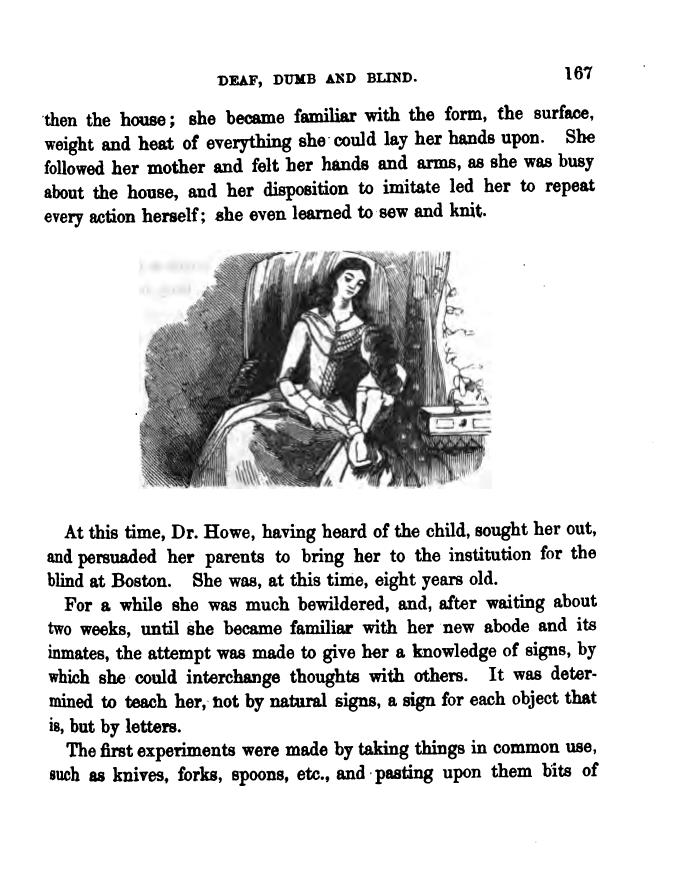 DEAF, DUMB AND BLIND. 167
then the house; she became familiar with the form, the surface,
weight and heat of everything she could lay her hands upon. She
followed her mother and felt her hands and arms, as she was busy
about the house, and her disposition to imitate led her to repeat
every action herself; she even learned to sew and knit.
At this time, Dr. Howe, having heard of the child, sought her out,
and persuaded her parents to bring her to the institution for the
blind at Boston. She was, at this time, eight years old.
For a while she was much bewildered, and, after waiting about
two weeks, until she became familiar with her new abode and its
inmates, the attempt was made to give her a knowledge of signs, by
which she could interchange thoughts with others. It was deter-
mined to teach her, not by natural signs, a sign for each object that
is, but by letters.
The first experiments were made by taking things in common use,
such as knives, forks, spoons, etc., and pasting upon them bits of